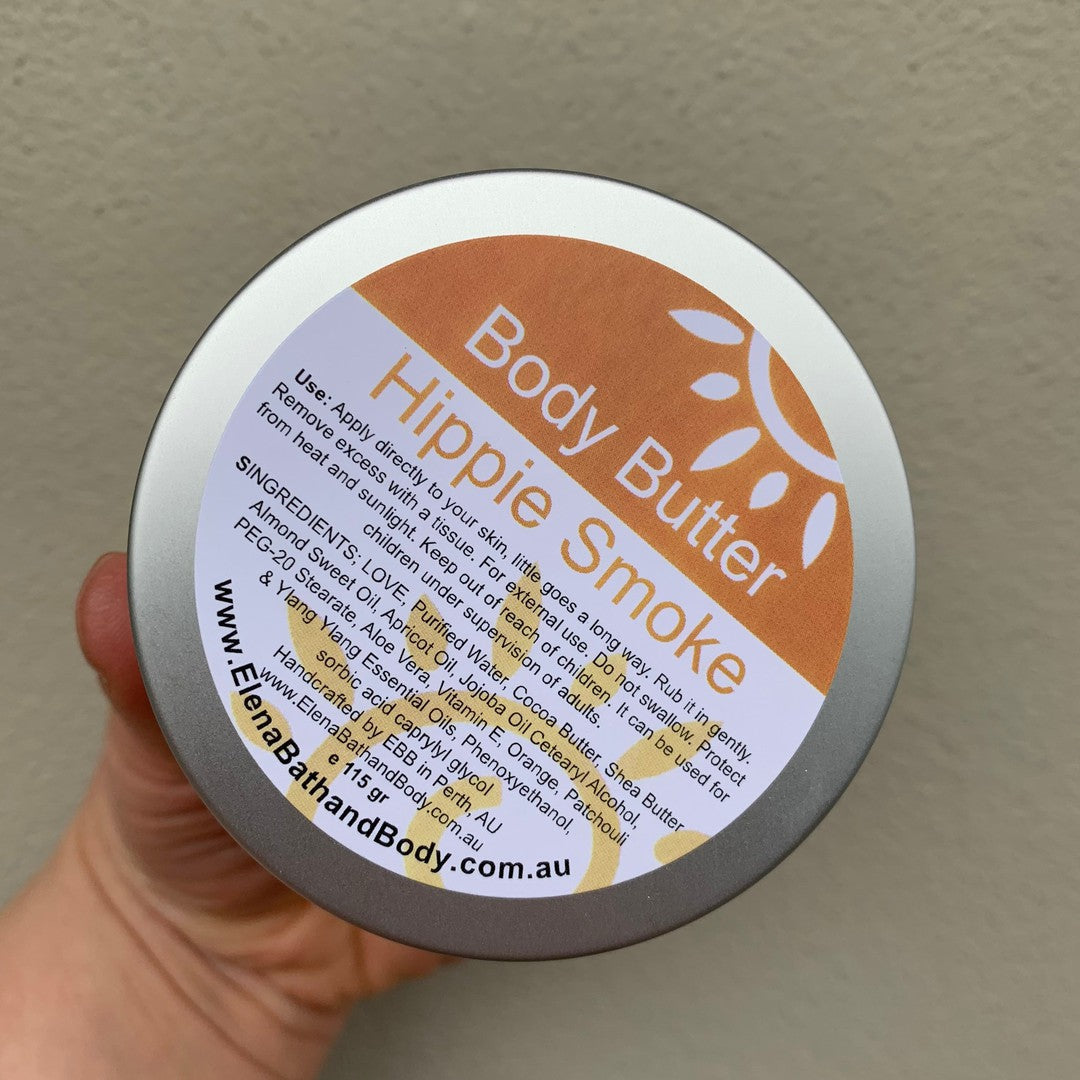 Body Butter
Hippie Smoke
Use: Apply directly to your skin, little goes a long way. Rub it in gently.
Remove excess with a tissue. For external use. Do not swallow. Protect
from heat and sunlight. Keep out of reach of children. It can be used for
children under supervision of adults.
SINGREDIENTS; LOVE, Purified Water, Cocoa Butter, Shea Butter
Almond Sweet Oil, Apricot Oil, Jojoba Oil Cetearyl Alcohol,
PEG-20 Stearate, Aloe Vera, Vitamin E, Orange, Patchouli
& Ylang Ylang Essential Oils, Phenoxyethanol,
sorbic acid and caprylyl glycol
Handcrafted by EBB in Perth, AU
www.ElenaBathandBody.com.au
e 115 gr
www.ElenaBathandBody.com.au